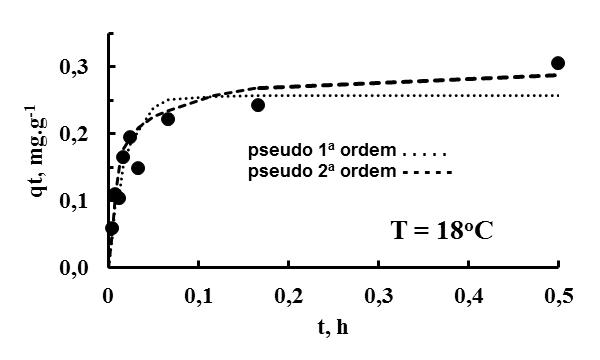 qt, mg.g-1
0,3
0,2
0,1
0,0
pseudo 1ª ordem . . . . .
pseudo 2ª ordem - - - - - -
T = 18ºC
0 0,1 0,2 0,3 0,4 0,5
t, h